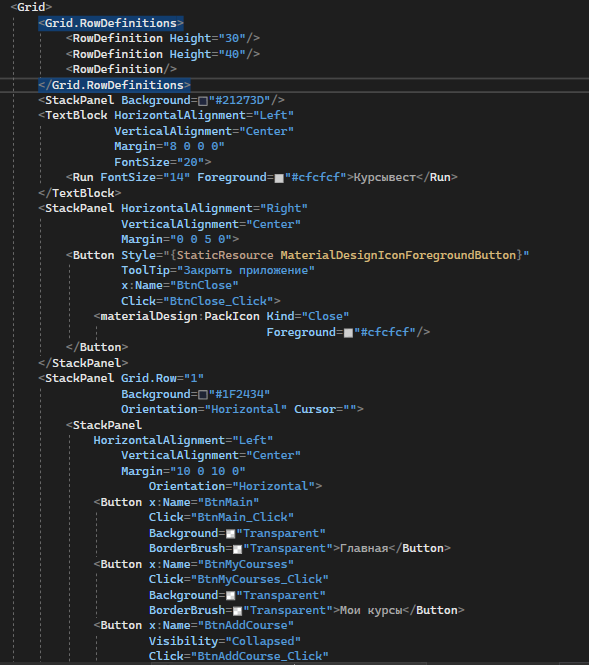 <Grid>
<Grid.RowDefinitions>
<RowDefinition Height="30"/>
<RowDefinition Height="40"/>
<RowDefinition/>
</Grid.RowDefinitions>
<StackPanel Background="#21273D"/>
<TextBlock HorizontalAlignment="Left"
VerticalAlignment="Center"
Margin="8 0 0 0"
FontSize="20">
<Run FontSize="14" Foreground="#cfcfcf">Курсывест</Run>
</TextBlock>
<StackPanel HorizontalAlignment="Right"
VerticalAlignment="Center"
Margin="0 0 5 0">
<Button Style="{StaticResource MaterialDesignIconForegroundButton}"
ToolTip="Закрыть приложение"
x:Name="BtnClose"
Click="BtnClose_Click">
<materialDesign:PackIcon Kind="Close"
Foreground="#cfcfcf"/>
</Button>
</StackPanel>
<StackPanel Grid.Row="1"
Background="#1F2434"
Orientation="Horizontal" Cursor="">
<StackPanel
HorizontalAlignment="Left"
VerticalAlignment="Center"
Margin="10 0 10 0"
Orientation="Horizontal">
<Button x:Name="BtnMain"
Click="BtnMain_Click"
Background="Transparent"
BorderBrush="Transparent">Главная</Button>
<Button x:Name="BtnMyCourses"
Click="BtnMyCourses_Click"
Background="Transparent"
BorderBrush="Transparent">Мои курсы</Button>
<Button x:Name="BtnAddCourse"
Visibility="Collapsed"
Click="BtnAddCourse_Click"